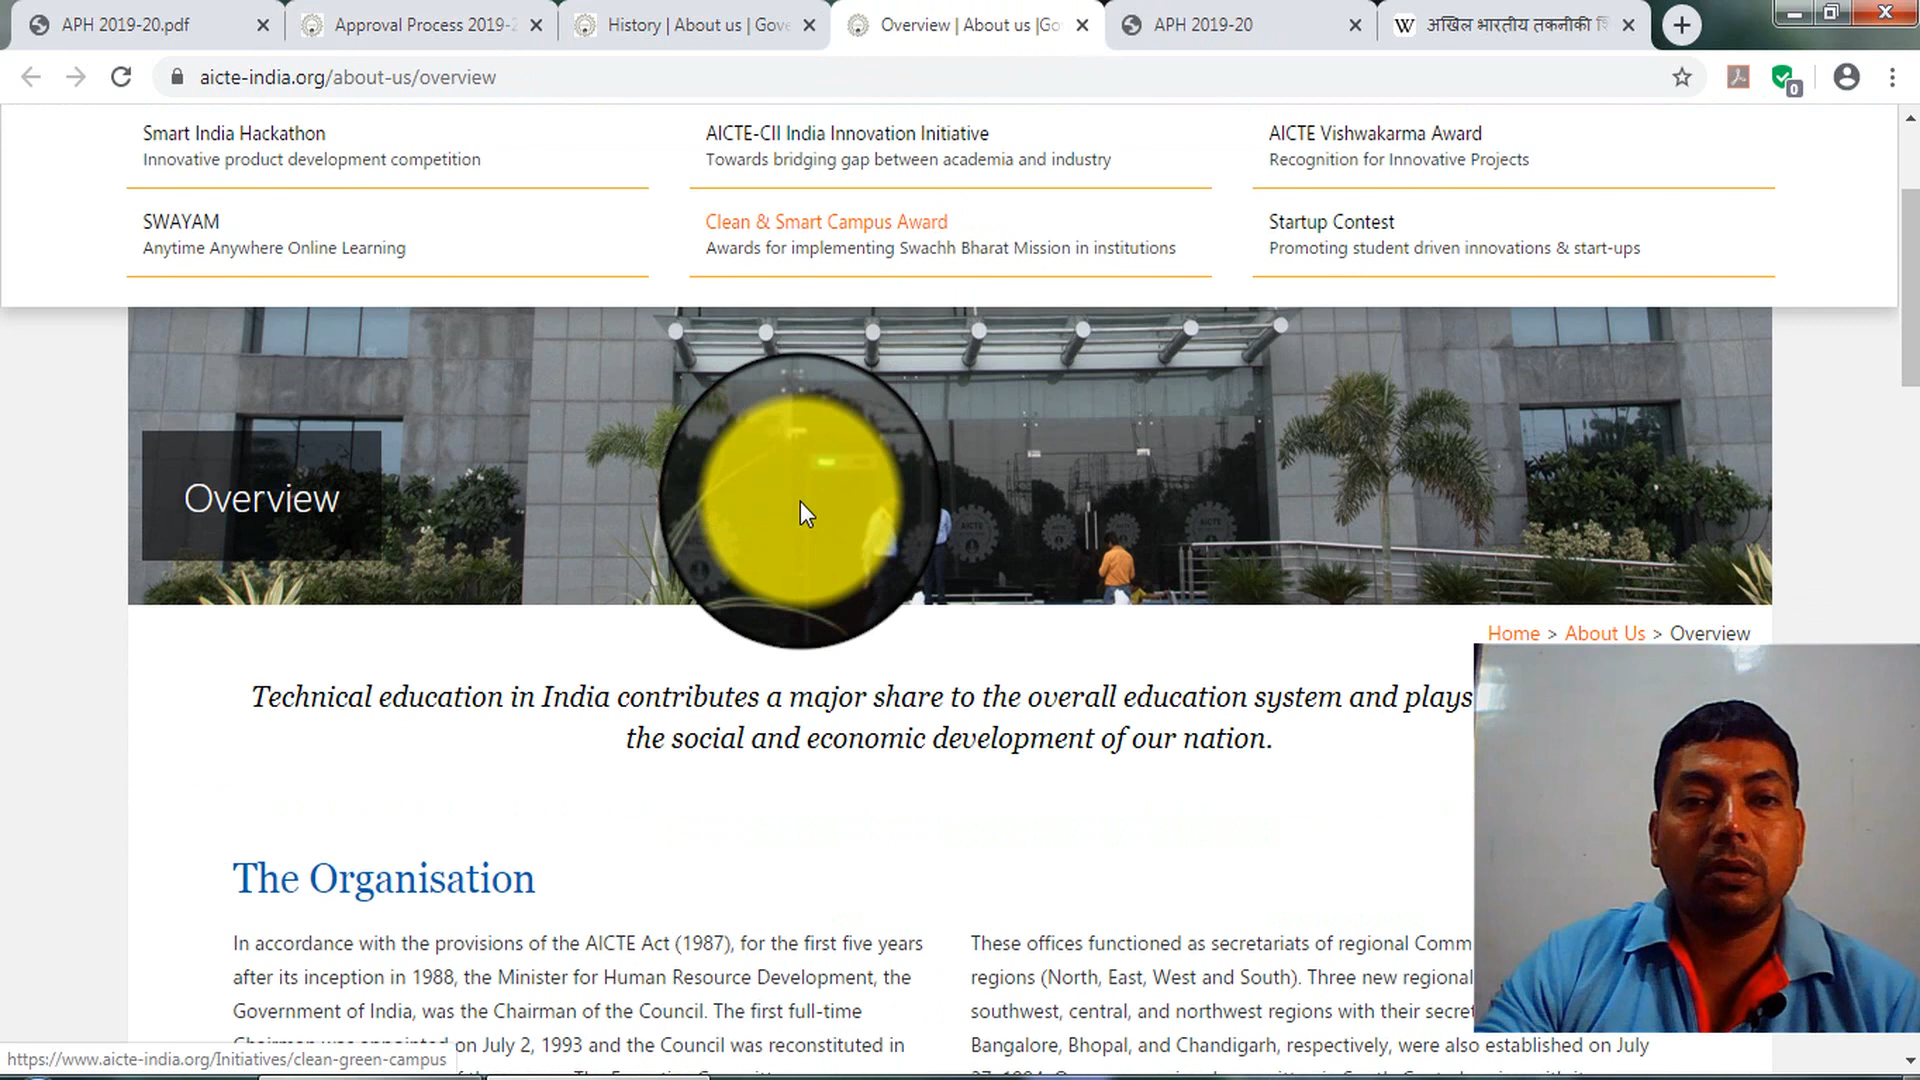 APH 2019-20.pdf
Approval Process 2019-2
History | About us | Gove
Overview | About us |Go
APH 2019-20
अखिल भारतीय तकनीकी शि
aicte-india.org/about-us/overview
0
Smart India Hackathon
Innovative product development competition
AICTE-CII India Innovation Initiative
Towards bridging gap between academia and industry
AICTE Vishwakarma Award
Recognition for Innovative Projects
SWAYAM
Anytime Anywhere Online Learning
Clean & Smart Campus Award
Awards for implementing Swachh Bharat Mission in institutions
Startup Contest
Promoting student driven innovations & start-ups
Overview
AICTE
Home > About Us > Overview
Technical education in India contributes a major share to the overall education system and plays
the social and economic development of our nation.
The Organisation
In accordance with the provisions of the AICTE Act (1987), for the first five years
after its inception in 1988, the Minister for Human Resource Development, the
Government of India, was the Chairman of the Council. The first full-time
on July 2, 1993 and the Council was reconstituted in
These offices functioned as secretariats of regional Comm
regions (North, East, West and South). Three new regional
southwest, central, and northwest regions with their secret
Bangalore, Bhopal, and Chandigarh, respectively, were also established on July
https://www.aicte-india.org/Initiatives/clean-green-campus